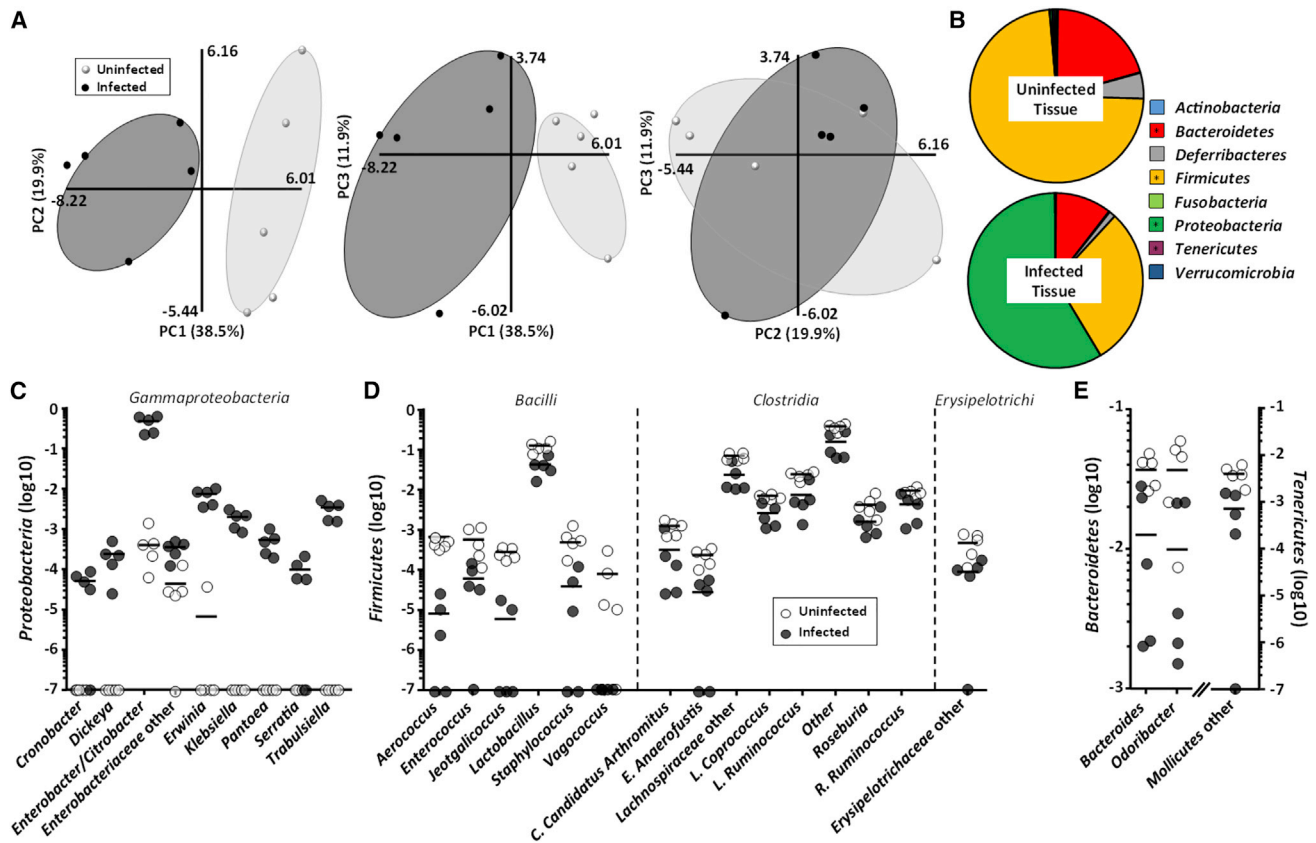 A
Uninfected
Infected
6.16
6.01
-8.22
-5.44
PC2 (19.9%)
PC1 (38.5%)
3.74
6.01
-8.22
-6.02
PC3 (11.9%)
PC1 (38.5%)
3.74
6.16
-5.44
-6.02
PC3 (11.9%)
PC2 (19.9%)
B
Uninfected
Tissue
Infected
Tissue
Actinobacteria
* Bacteroidetes
Deferribacteres
* Firmicutes
Fusobacteria
* Proteobacteria
* Tenericutes
Verrucomicrobia
C
Gammaproteobacteria
Proteobacteria (log10)
0
-1
-2
-3
-4
-5
-6
-7
Cronobacter
Dickeya
Enterobacter/Citrobacter
Enterobacteriaceae other
Erwinia
Klebsiella
Pantoea
Serratia
Trabulsiella
D
Bacilli
Clostridia
Erysipelotrichi
Firmicutes (log10)
0
-1
-2
-3
-4
-5
-6
-7
Uninfected
Infected
Aerococcus
Enterococcus
Jeotgalicoccus
Lactobacillus
Staphylococcus
Vagococcus
C. Candidatus Arthromitus
E. Anaerofustis
Lachnospiraceae other
L. Coprococcus
L. Ruminococcus
Other
Roseburia
R. Ruminococcus
Erysipelotrichaceae other
E
Bacteroidetes (log10)
-1
-2
-3
Tenericutes (log10)
-1
-2
-3
-4
-5
-6
-7
Bacteroides
Odoribacter
Mollicutes other